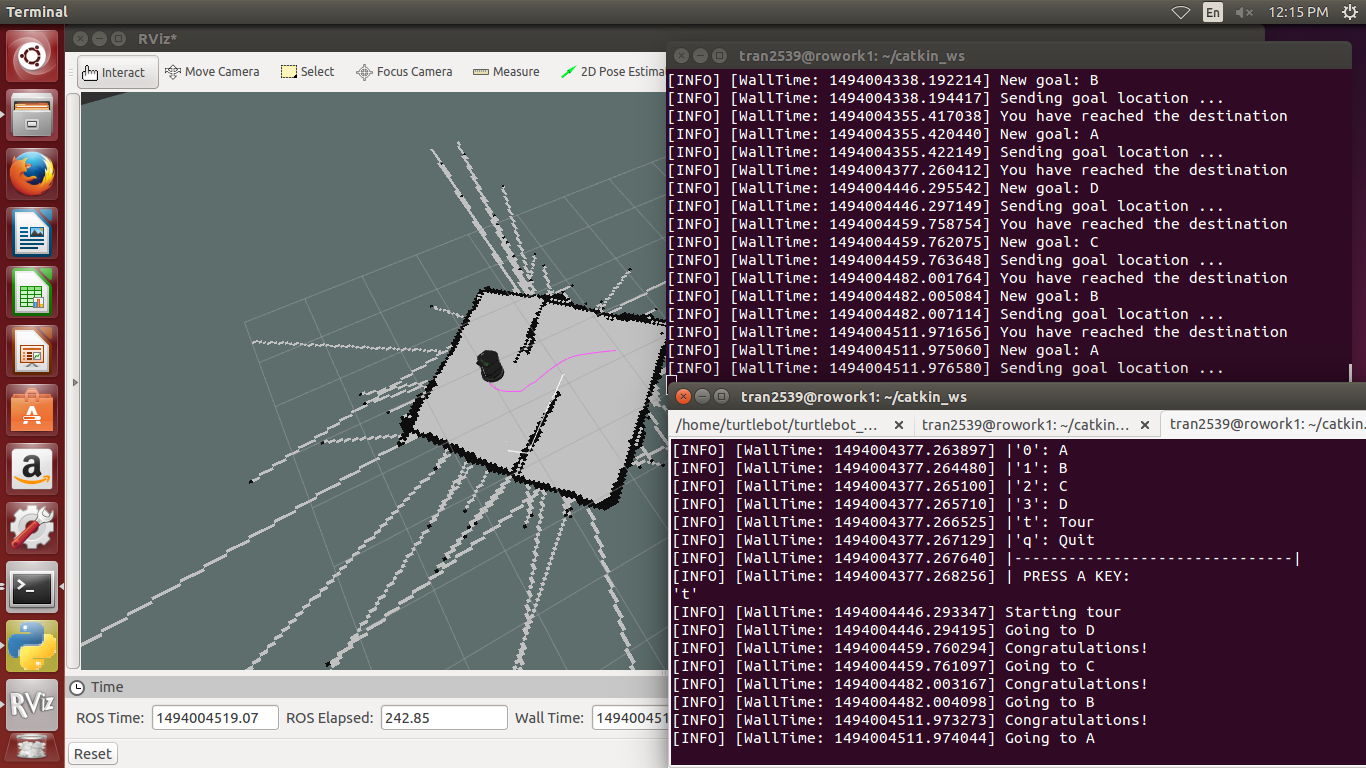 Terminal
En
12:15 PM
RViz*
Interact
Move Camera
Select
Focus Camera
Measure
2D Pose Estima
tran2539@rowork1: ~/catkin_ws
[INFO] [WallTime: 1494004338.192214] New goal: B
[INFO] [WallTime: 1494004338.194417] Sending goal location ...
[INFO] [WallTime: 1494004355.417038] You have reached the destination
[INFO] [WallTime: 1494004355.420440] New goal: A
[INFO] [WallTime: 1494004355.422149] Sending goal location ...
[INFO] [WallTime: 1494004377.260412] You have reached the destination
[INFO] [WallTime: 1494004446.295542] New goal: D
[INFO] [WallTime: 1494004446.297149] Sending goal location ...
[INFO] [WallTime: 1494004459.758754] You have reached the destination
[INFO] [WallTime: 1494004459.762075] New goal: C
[INFO] [WallTime: 1494004459.763648] Sending goal location ...
[INFO] [WallTime: 1494004482.001764] You have reached the destination
[INFO] [WallTime: 1494004482.005084] New goal: B
[INFO] [WallTime: 1494004482.007114] Sending goal location ...
[INFO] [WallTime: 1494004511.971656] You have reached the destination
[INFO] [WallTime: 1494004511.975060] New goal: A
[INFO] [WallTime: 1494004511.976580] Sending goal location ...
tran2539@rowork1: ~/catkin_ws
/home/turtlebot/turtlebot_...
tran2539@rowork1: ~/catkin...
tran2539@rowork1: ~/catkin.
[INFO] [WallTime: 1494004377.263897] |'0': A
[INFO] [WallTime: 1494004377.264480] |'1': B
[INFO] [WallTime: 1494004377.265100] |'2': C
[INFO] [WallTime: 1494004377.265710] |'3': D
[INFO] [WallTime: 1494004377.266525] |'t': Tour
[INFO] [WallTime: 1494004377.267129] |'q': Quit
[INFO] [WallTime: 1494004377.267640] |-------------------------------|
[INFO] [WallTime: 1494004377.268256] | PRESS A KEY:
't'
[INFO] [WallTime: 1494004446.293347] Starting tour
[INFO] [WallTime: 1494004446.294195] Going to D
[INFO] [WallTime: 1494004459.760294] Congratulations!
[INFO] [WallTime: 1494004459.761097] Going to C
[INFO] [WallTime: 1494004482.003167] Congratulations!
[INFO] [WallTime: 1494004482.004098] Going to B
[INFO] [WallTime: 1494004511.973273] Congratulations!
[INFO] [WallTime: 1494004511.974044] Going to A
Time
ROS Time: 1494004519.07 ROS Elapsed: 242.85 Wall Time: 149400451
Reset
RViz